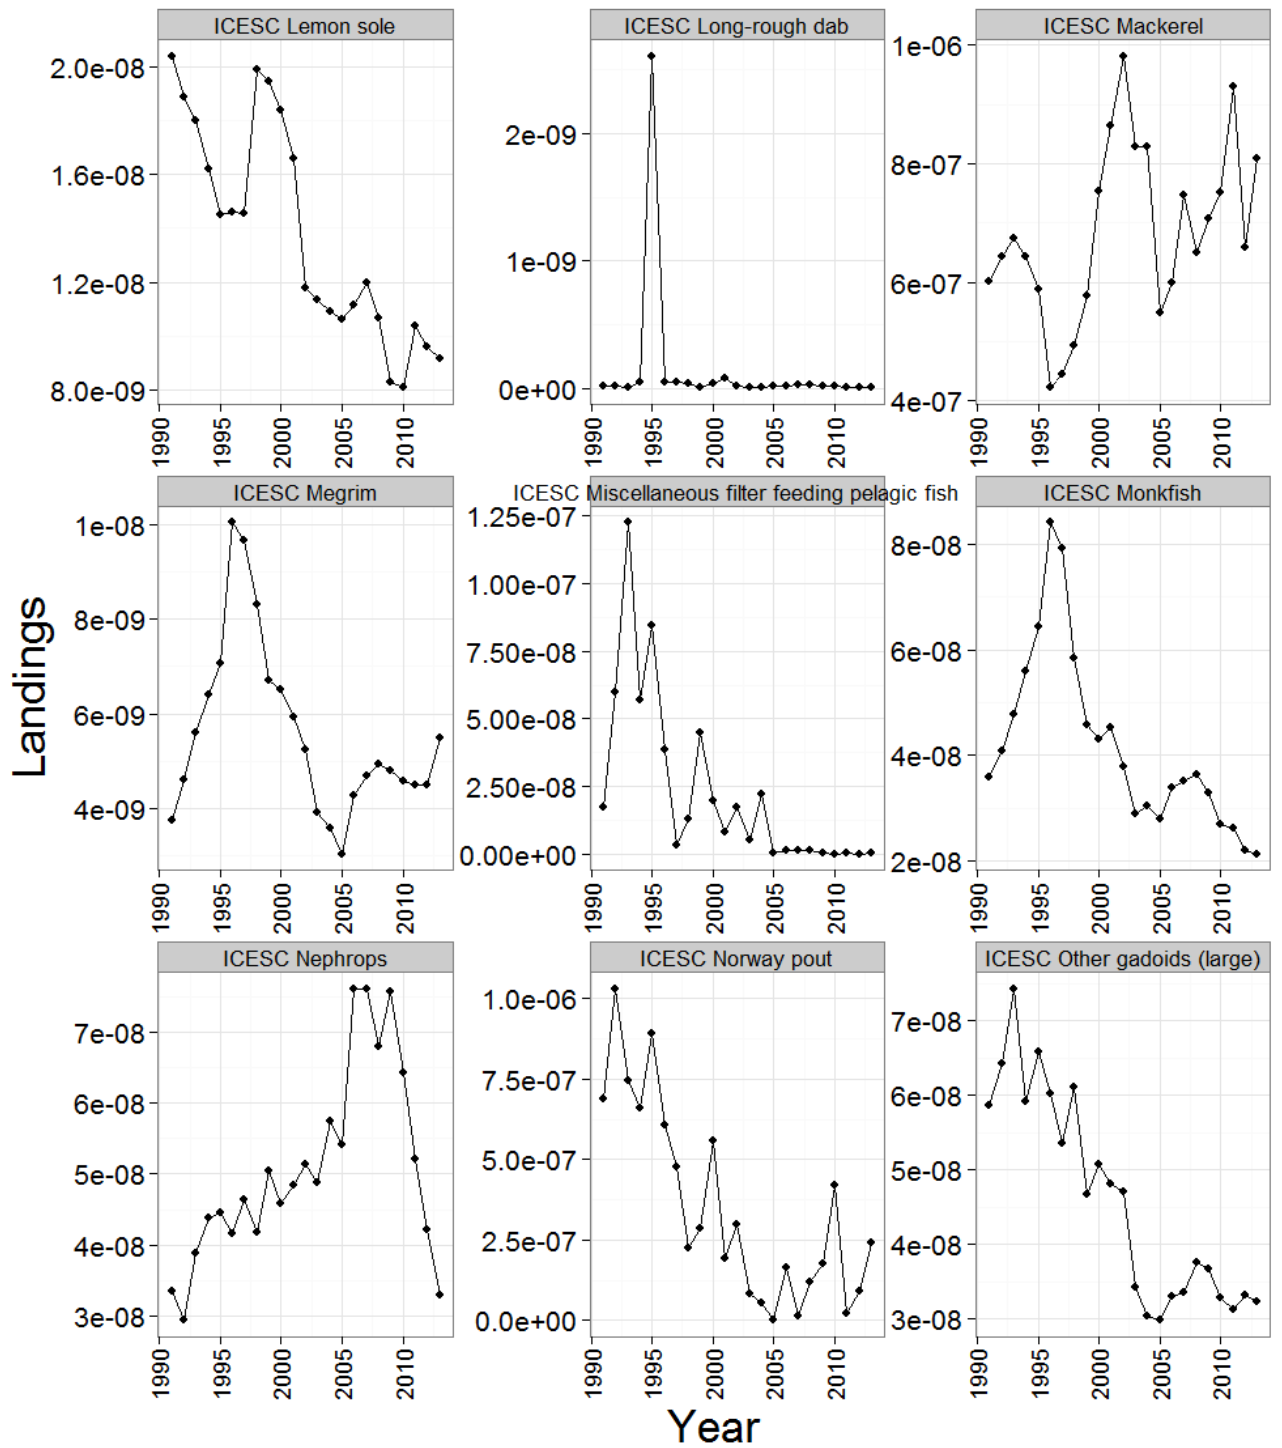 ICESC Lemon sole
ICESC Long-rough dab
ICESC Mackerel
2.0e-08
1.6e-08
1.2e-08
8.0e-09
2e-09
1e-09
0e+00
1e-06
8e-07
6e-07
4e-07
1990 1995 2000 2005 2010
1990 1995 2000 2005 2010
1990 1995 2000 2005 2010
ICESC Megrim
ICESC Miscellaneous filter feeding pelagic fish
ICESC Monkfish
Landings
1e-08
8e-09
6e-09
4e-09
1.25e-07
1.00e-07
7.50e-08
5.00e-08
2.50e-08
0.00e+00
8e-08
6e-08
4e-08
2e-08
1990 1995 2000 2005 2010
1990 1995 2000 2005 2010
1990 1995 2000 2005 2010
ICESC Nephrops
ICESC Norway pout
ICESC Other gadoids (large)
7e-08
6e-08
5e-08
4e-08
3e-08
1.0e-06
7.5e-07
5.0e-07
2.5e-07
0.0e+00
7e-08
6e-08
5e-08
4e-08
3e-08
1990 1995 2000 2005 2010
1990 1995 2000 2005 2010
1990 1995 2000 2005 2010
Year